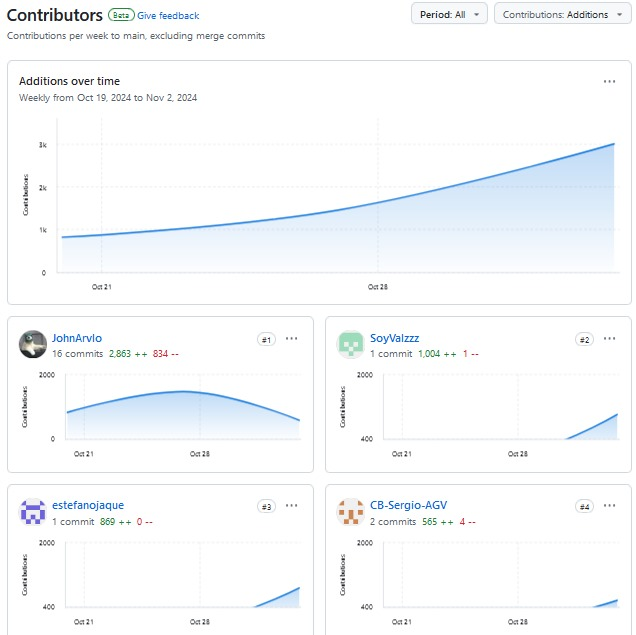 Contributors Beta Give feedback
Period: All
Contributions: Additions
Contributions per week to main, excluding merge commits
Additions over time
Weekly from Oct 19, 2024 to Nov 2, 2024
Contributions
3k
2k
1k
0
Oct 21
Oct 28
JohnArvlo
#1
16 commits 2,863 ++ 834 --
Contributions
2000
0
Oct 21
Oct 28
SoyValzzz
#2
1 commit 1,004 ++ 1 --
Contributions
2000
400
Oct 21
Oct 28
estefanojaque
#3
1 commit 869 ++ 0 --
Contributions
2000
400
Oct 21
Oct 28
CB-Sergio-AGV
#4
2 commits 565 ++ 4 --
Contributions
2000
400
Oct 21
Oct 28